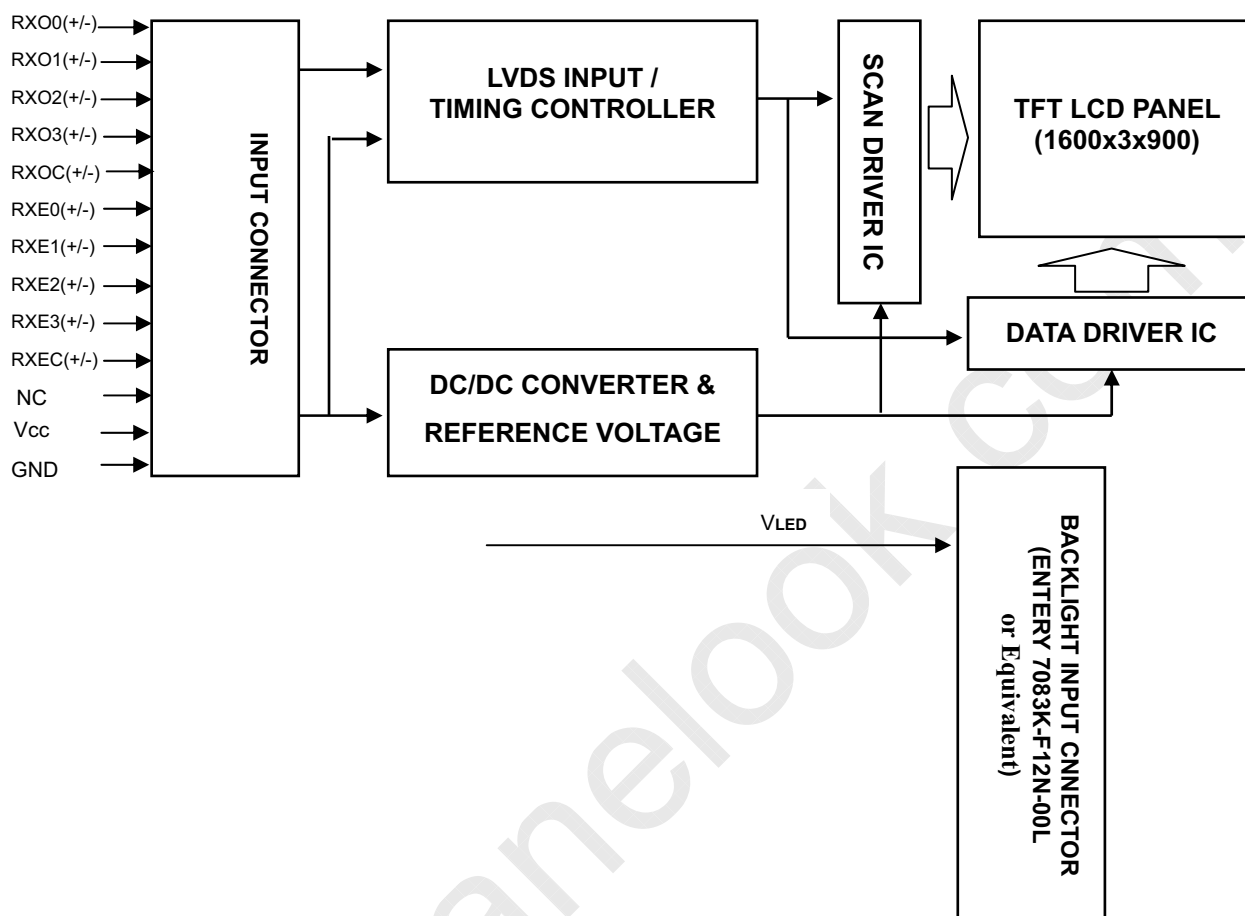 RXO0(+/-)
RXO1(+/-)
RXO2(+/-)
RXO3(+/-)
RXOC(+/-)
RXE0(+/-)
RXE1(+/-)
RXE2(+/-)
RXE3(+/-)
RXEC(+/-)
NC
Vcc
GND
INPUT CONNECTOR
LVDS INPUT /
TIMING CONTROLLER
SCAN DRIVER IC
TFT LCD PANEL
(1600x3x900)
DATA DRIVER IC
DC/DC CONVERTER &
REFERENCE VOLTAGE
VLED
BACKLIGHT INPUT CNNECTOR
(ENTERY 7083K-F12N-00L
or Equivalent)
anelook.com